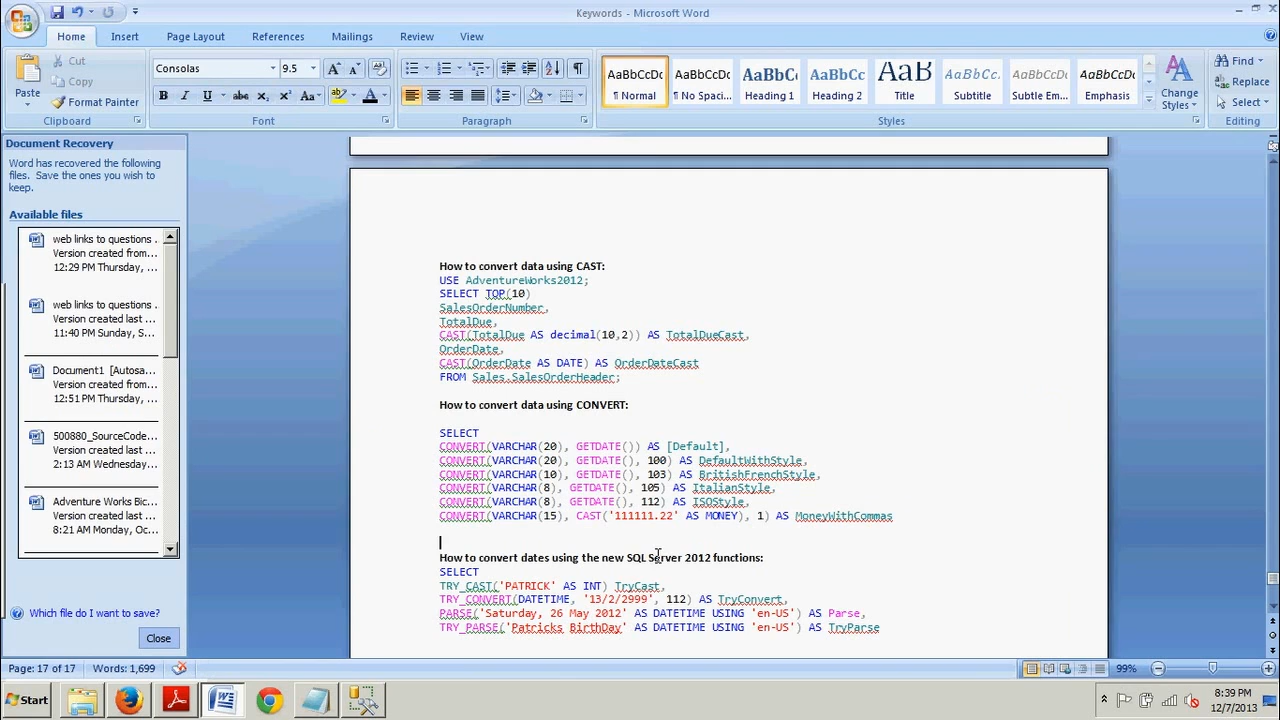 Keywords - Microsoft Word
Home Insert Page Layout References Mailings Review View
Paste
Cut
Copy
Format Painter
Clipboard
Consolas 9.5
Font
Paragraph
AaBbCcDc AaBbCcDc AaBbC AaBbCc AaB AaBbCc. AaBbCcDc AaBbCcDc
¶ Normal ¶ No Spaci... Heading 1 Heading 2 Title Subtitle Subtle Em... Emphasis
Change Styles
Styles
Find
Replace
Select
Editing
Document Recovery
Word has recovered the following
files. Save the ones you wish to
keep.
Available files
web links to questions .
Version created from...
12:29 PM Thursday, ...
web links to questions .
Version created last ...
11:40 PM Sunday, S...
Document1 [Autosa...
Version created from...
12:51 PM Thursday, ...
500880_SourceCode...
Version created last ...
2:13 AM Wednesday...
Adventure Works Bic...
Version created last ...
8:21 AM Monday, Oc...
Which file do I want to save?
Close
How to convert data using CAST:
USE AdventureWorks2012;
SELECT TOP(10)
SalesOrderNumber,
TotalDue,
CAST(TotalDue AS decimal(10,2)) AS TotalDueCast,
OrderDate,
CAST(OrderDate AS DATE) AS OrderDateCast
FROM Sales.SalesOrderHeader;
How to convert data using CONVERT:
SELECT
CONVERT(VARCHAR(20), GETDATE()) AS [Default],
CONVERT(VARCHAR(20), GETDATE(), 100) AS DefaultWithStyle,
CONVERT(VARCHAR(10), GETDATE(), 103) AS BritishFrenchStyle,
CONVERT(VARCHAR(8), GETDATE(), 105) AS ItalianStyle,
CONVERT(VARCHAR(8), GETDATE(), 112) AS ISOStyle,
CONVERT(VARCHAR(15), CAST('111111.22' AS MONEY), 1) AS MoneyWithCommas
How to convert dates using the new SQL Server 2012 functions:
SELECT
TRY_CAST('PATRICK' AS INT) TryCast,
TRY_CONVERT(DATETIME, '13/2/2999', 112) AS TryConvert,
PARSE('Saturday, 26 May 2012' AS DATETIME USING 'en-US') AS Parse,
TRY_PARSE('Patricks BirthDay' AS DATETIME USING 'en-US') AS TryParse
Page: 17 of 17 Words: 1,699
99%
Start
8:39 PM
12/7/2013